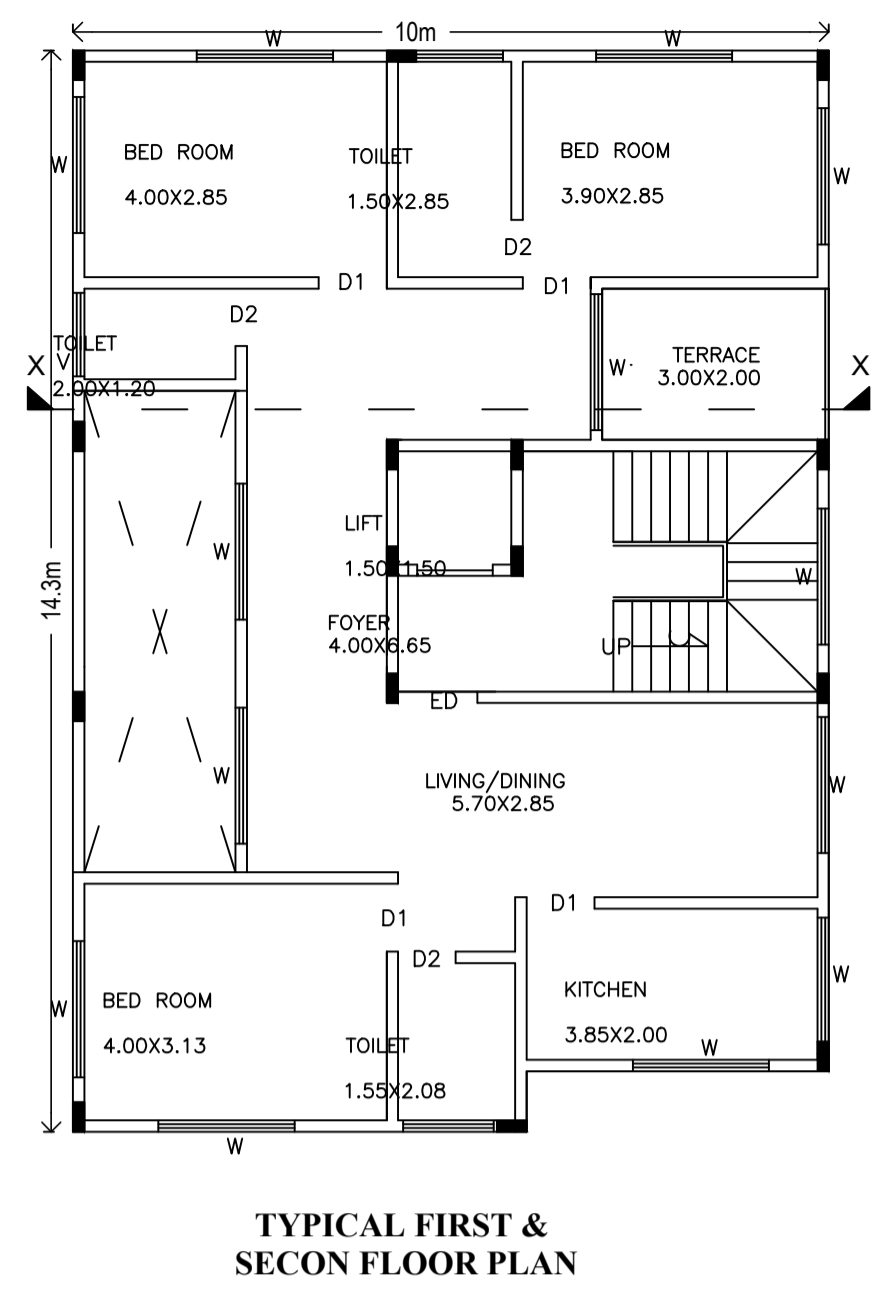 10m
W
W
BED ROOM
4.00X2.85
TOILET
1.50X2.85
BED ROOM
3.90X2.85
W
W
D2
D1
D1
D2
TOILET
V
2.00X1.20
X
X
W
TERRACE
3.00X2.00
LIFT
1.50X1.50
W
W
14.3m
FOYER
4.00X6.65
UP
ED
W
LIVING/DINING
5.70X2.85
W
D1
D1
D2
BED ROOM
4.00X3.13
W
KITCHEN
3.85X2.00
W
W
TOILET
1.55X2.08
W
TYPICAL FIRST &
SECON FLOOR PLAN